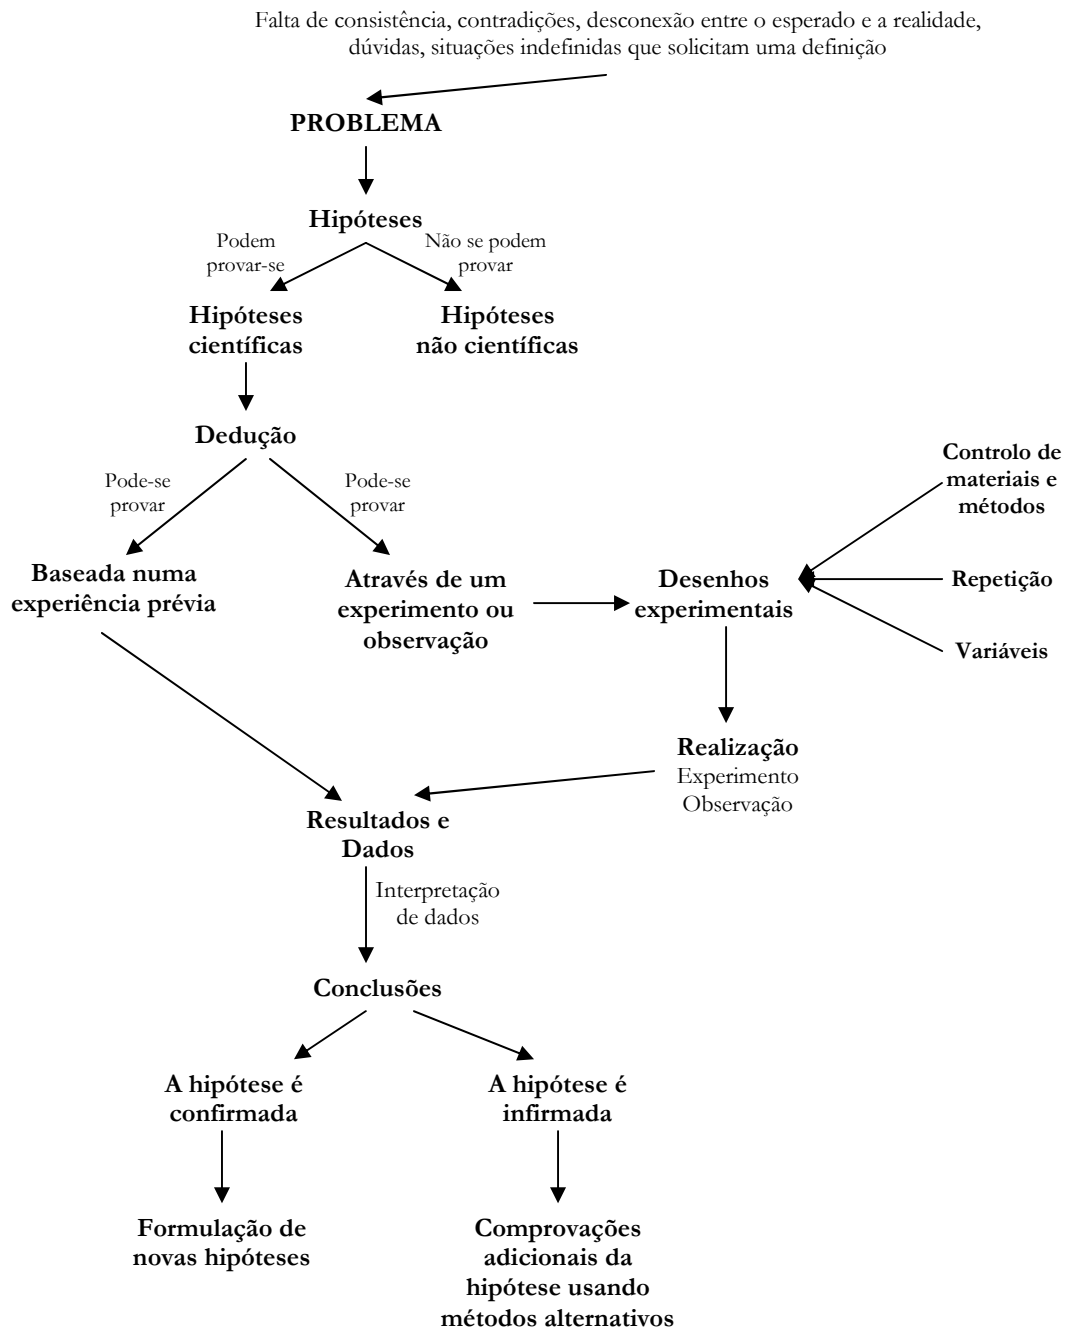 Falta de consistência, contradições, desconexão entre o esperado e a realidade,
dúvidas, situações indefinidas que solicitam uma definição
PROBLEMA
Hipóteses
Podem
provar-se
Não se podem
provar
Hipóteses
científicas
Hipóteses
não científicas
Dedução
Pode-se
provar
Pode-se
provar
Baseada numa
experiência prévia
Através de um
experimento ou
observação
Desenhos
experimentais
Controlo de
materiais e
métodos
Repetição
Variáveis
Realização
Experimento
Observação
Resultados e
Dados
Interpretação
de dados
Conclusões
A hipótese é
confirmada
A hipótese é
infirmada
Formulação de
novas hipóteses
Comprovações
adicionais da
hipótese usando
métodos alternativos